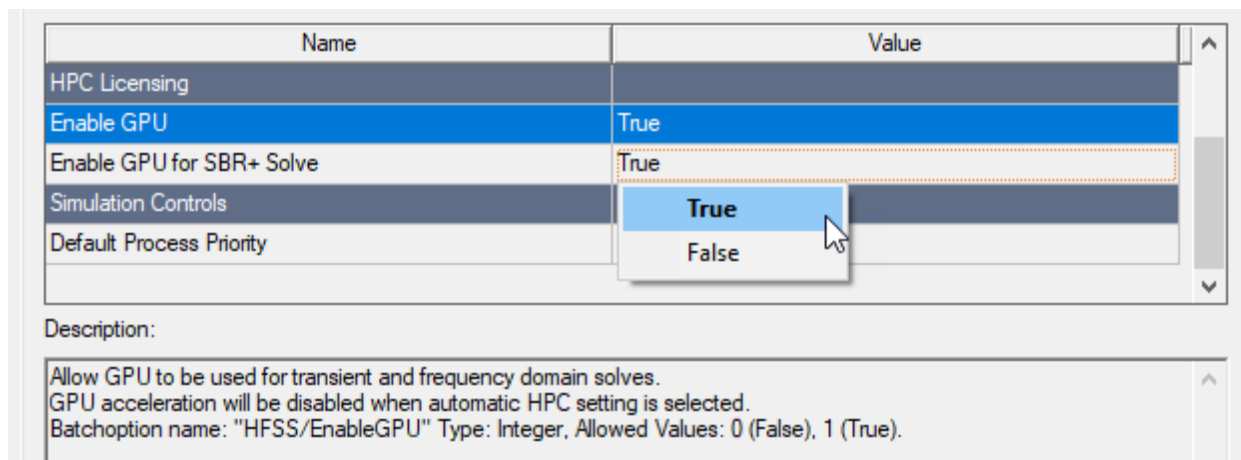 Name Value
HPC Licensing
Enable GPU True
Enable GPU for SBR+ Solve True
Simulation Controls
True
Default Process Priority
False
Description:
Allow GPU to be used for transient and frequency domain solves.
GPU acceleration will be disabled when automatic HPC setting is selected.
Batchoption name: "HFSS/EnableGPU" Type: Integer, Allowed Values: 0 (False), 1 (True).